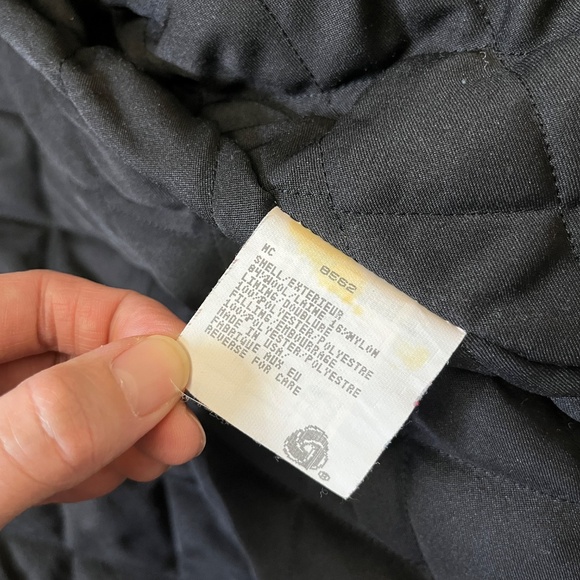 MC 8562
SHELL/EXTERIEUR
84%WOOL/LAINE 16%NYLON
LINING/DOUBLURE
100%POLYESTER/POLYESTRE
FILLING/REMBOURRAGE
100%POLYESTER/POLYESTRE
MADE IN USA/
FABRIQUE AUX EU
REVERSE FOR CARE
®